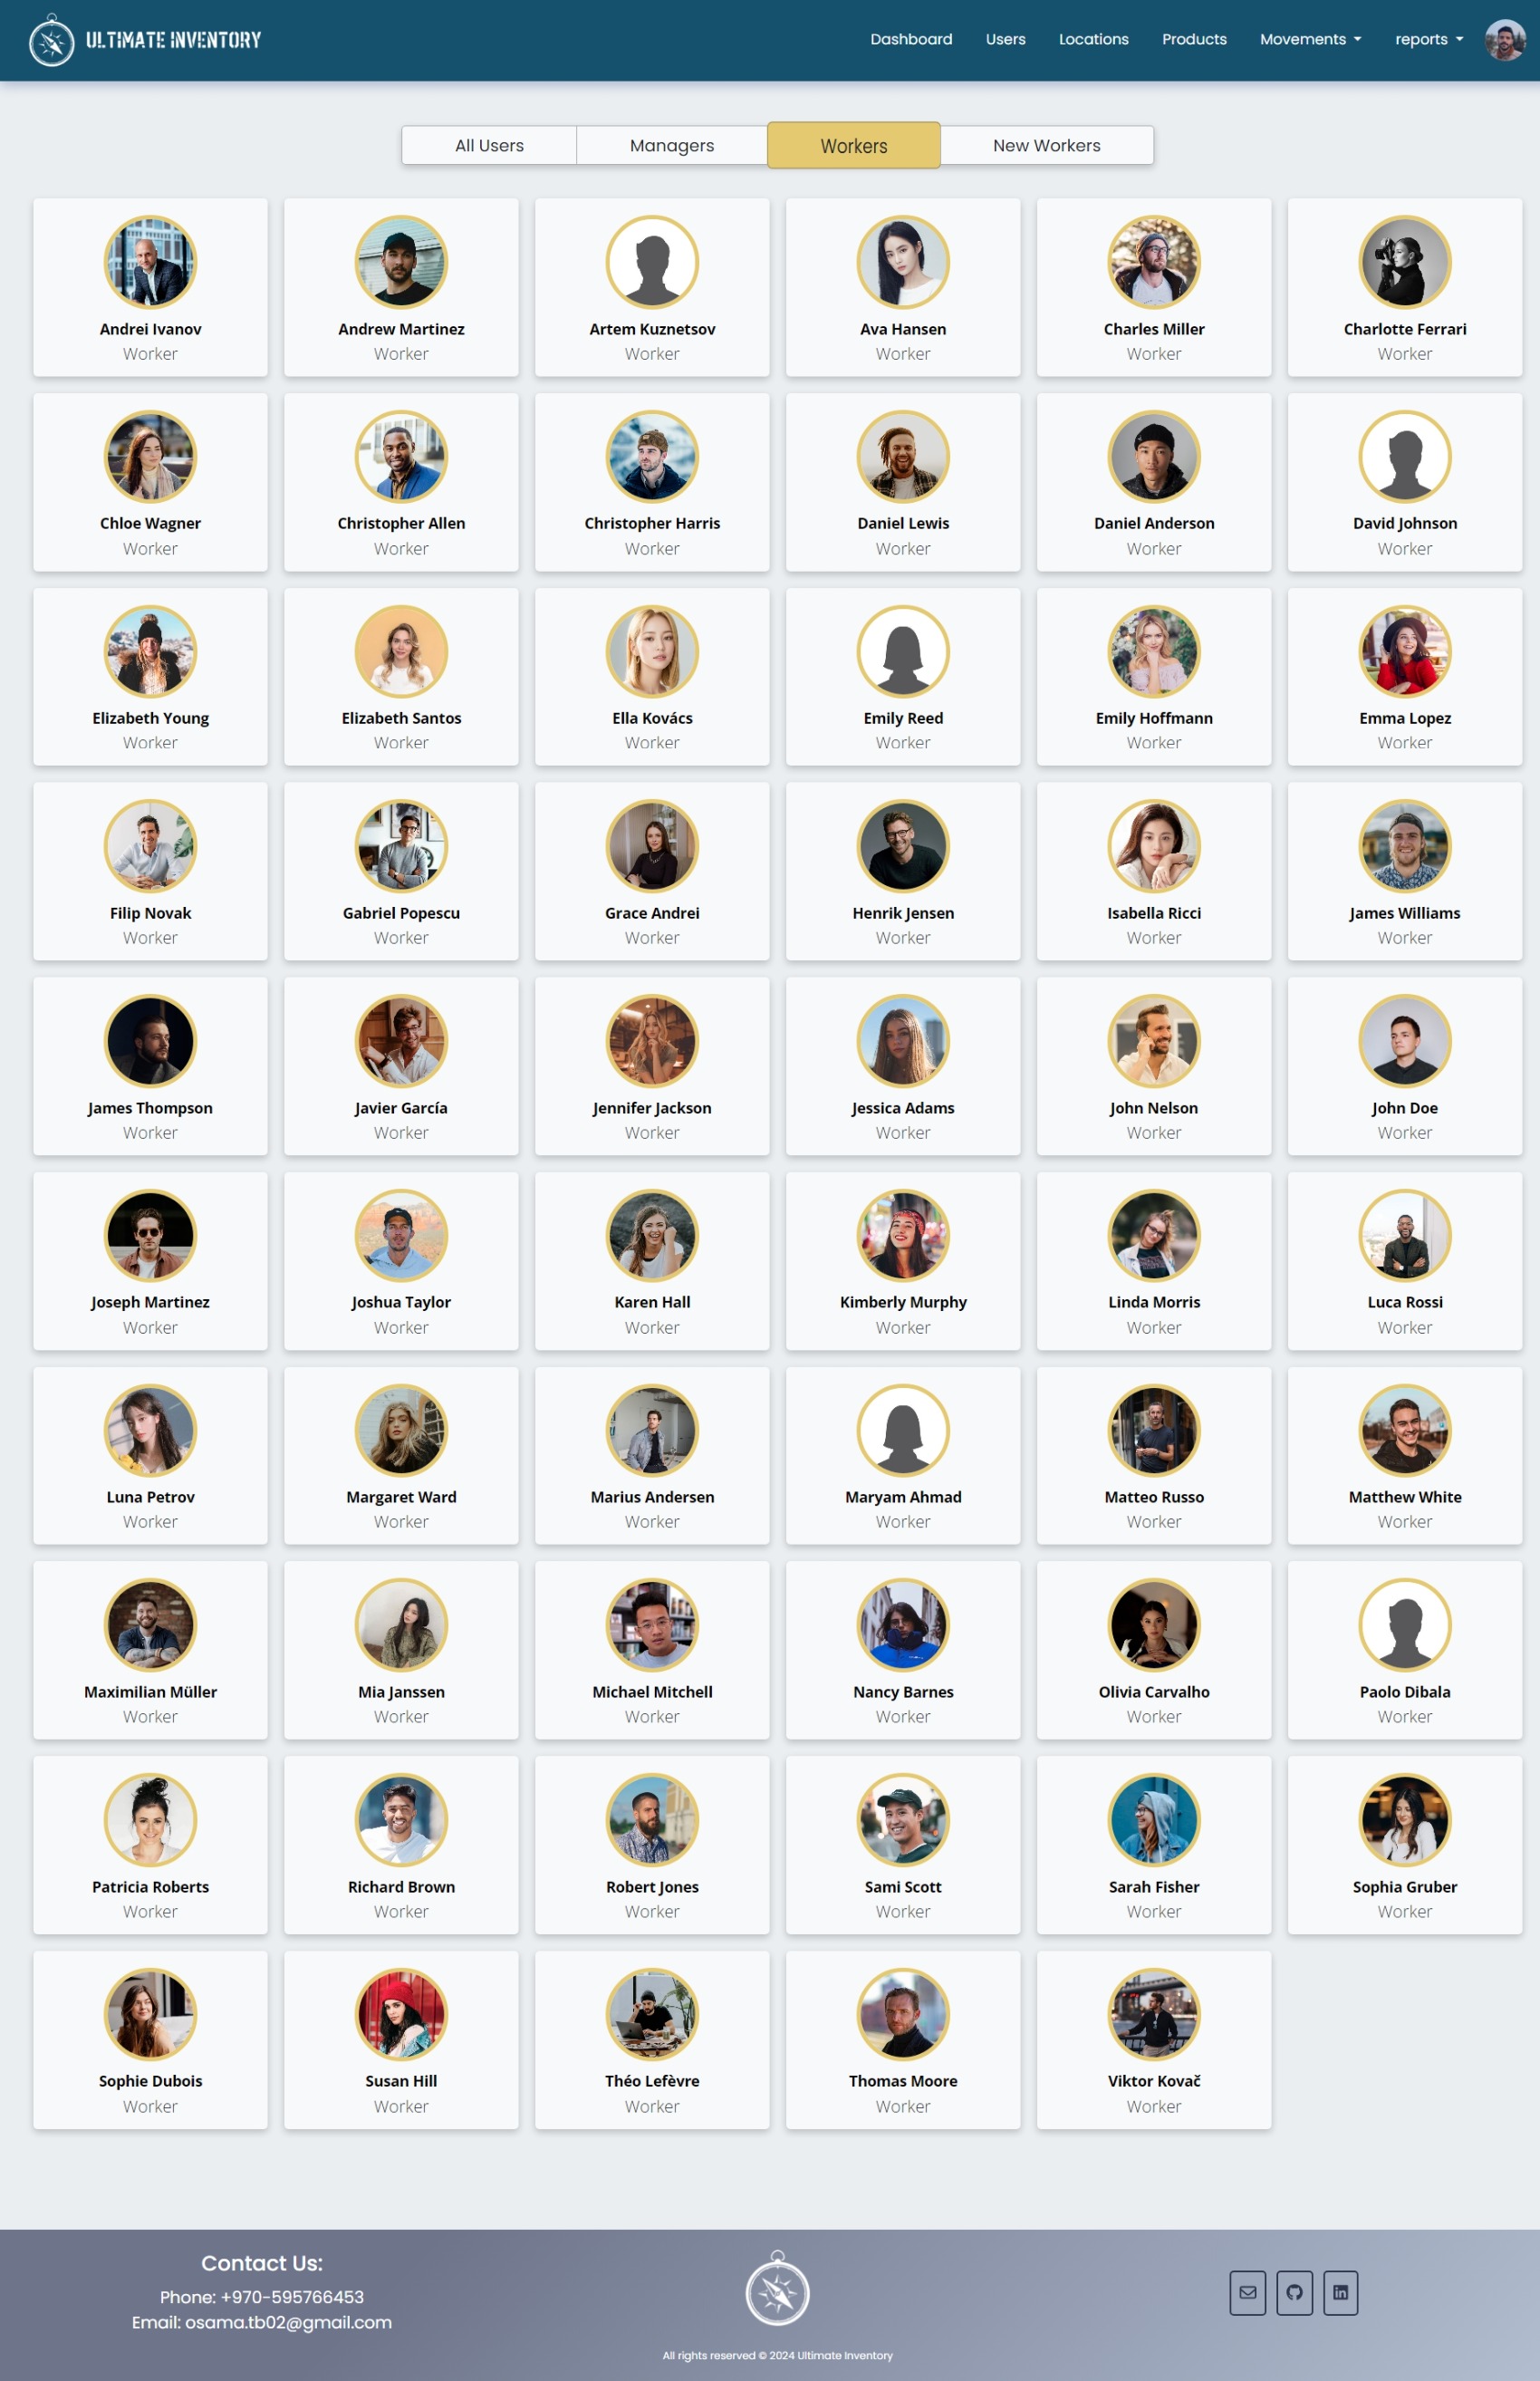 ULTIMATE INVENTORY
Dashboard Users Locations Products Movements reports
All Users Managers Workers New Workers
Andrei Ivanov Andrew Martinez Artem Kuznetsov Ava Hansen Charles Miller Charlotte Ferrari
Worker Worker Worker Worker Worker Worker
Chloe Wagner Christopher Allen Christopher Harris Daniel Lewis Daniel Anderson David Johnson
Worker Worker Worker Worker Worker Worker
Elizabeth Young Elizabeth Santos Ella Kovács Emily Reed Emily Hoffmann Emma Lopez
Worker Worker Worker Worker Worker Worker
Filip Novak Gabriel Popescu Grace Andrei Henrik Jensen Isabella Ricci James Williams
Worker Worker Worker Worker Worker Worker
James Thompson Javier García Jennifer Jackson Jessica Adams John Nelson John Doe
Worker Worker Worker Worker Worker Worker
Joseph Martinez Joshua Taylor Karen Hall Kimberly Murphy Linda Morris Luca Rossi
Worker Worker Worker Worker Worker Worker
Luna Petrov Margaret Ward Marius Andersen Maryam Ahmad Matteo Russo Matthew White
Worker Worker Worker Worker Worker Worker
Maximilian Müller Mia Janssen Michael Mitchell Nancy Barnes Olivia Carvalho Paolo Dibala
Worker Worker Worker Worker Worker Worker
Patricia Roberts Richard Brown Robert Jones Sami Scott Sarah Fisher Sophia Gruber
Worker Worker Worker Worker Worker Worker
Sophie Dubois Susan Hill Théo Lefèvre Thomas Moore Viktor Kovač
Worker Worker Worker Worker Worker
Contact Us:
Phone: +970-595766453
Email: osama.tb02@gmail.com
All rights reserved © 2024 Ultimate Inventory